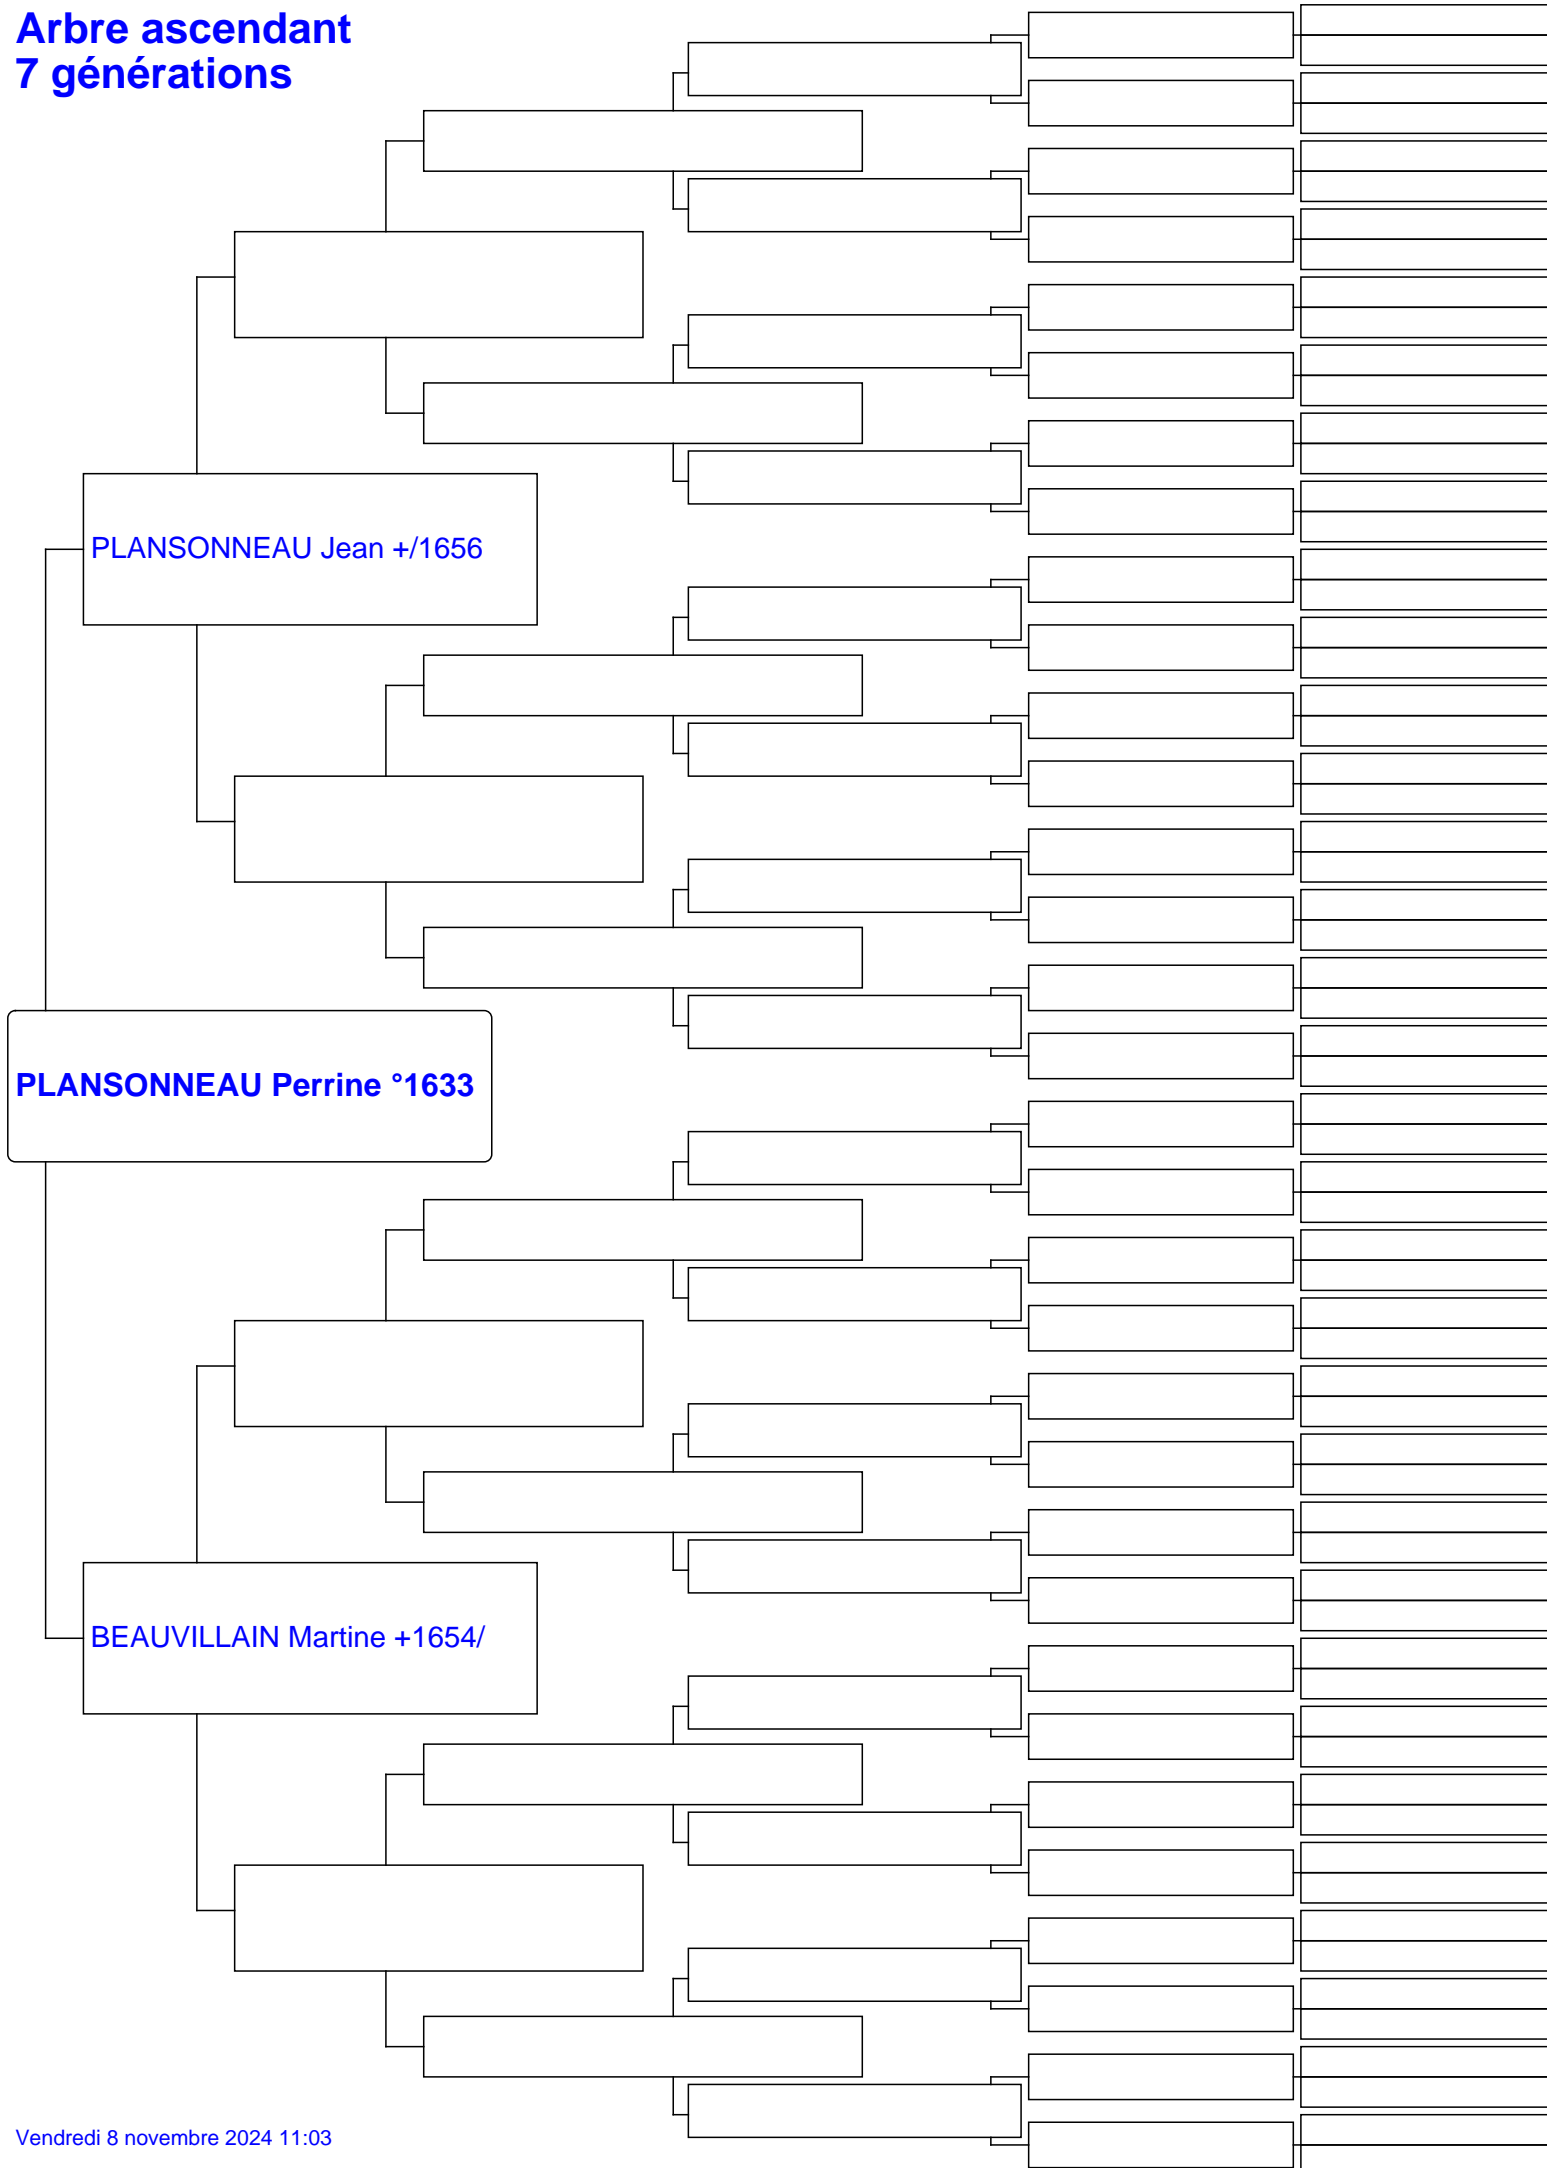 Arbre ascendant
7 générations
PLANSONNEAU Jean +/1656
PLANSONNEAU Perrine °1633
BEAUVILLAIN Martine +1654/
Vendredi 8 novembre 2024 11:03